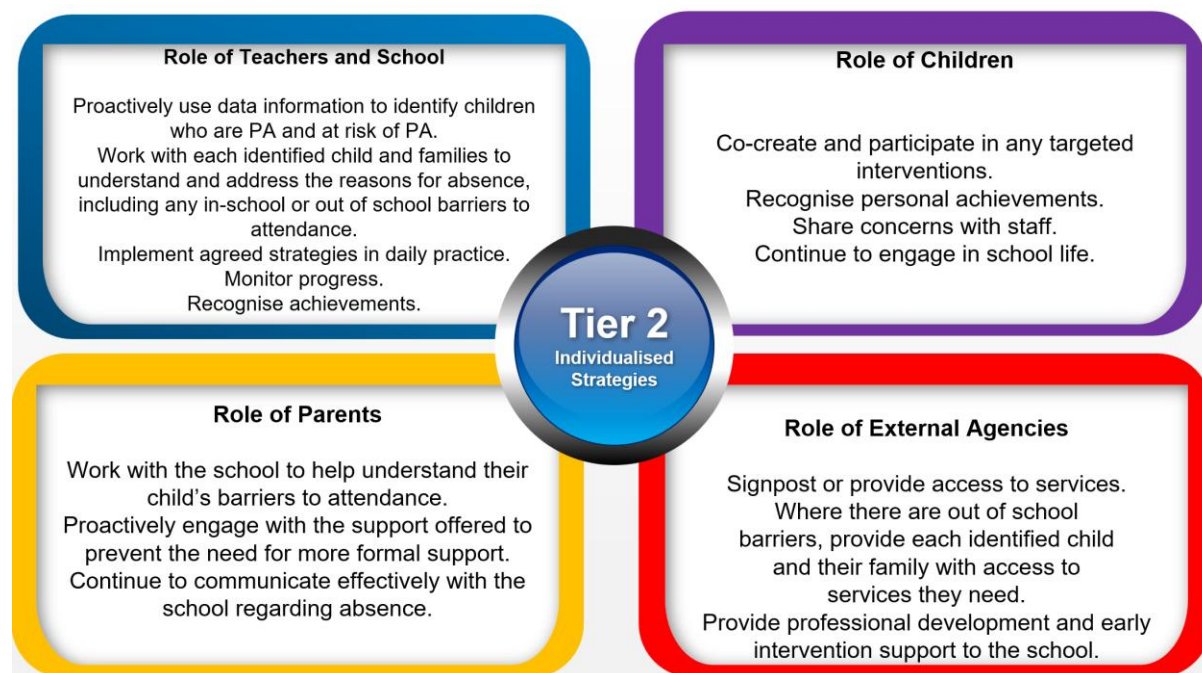 Role of Teachers and School
Proactively use data information to identify children
who are PA and at risk of PA.
Work with each identified child and families to
understand and address the reasons for absence,
including any in-school or out of school barriers to
attendance.
Implement agreed strategies in daily practice.
Monitor progress.
Recognise achievements.
Role of Children
Co-create and participate in any targeted
interventions.
Recognise personal achievements.
Share concerns with staff.
Continue to engage in school life.
Tier 2
Individualised
Strategies
Role of Parents
Work with the school to help understand their
child's barriers to attendance.
Proactively engage with the support offered to
prevent the need for more formal support.
Continue to communicate effectively with the
school regarding absence.
Role of External Agencies
Signpost or provide access to services.
Where there are out of school
barriers, provide each identified child
and their family with access to
services they need.
Provide professional development and early
intervention support to the school.